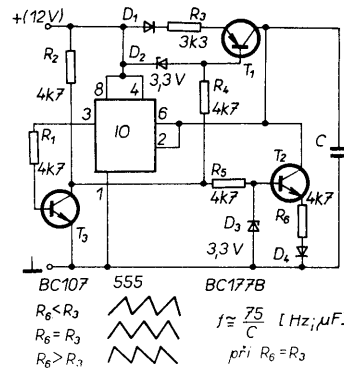 +(12V)
D1
R3
3k3
T1
R2
4k7
D2
3,3V
R4
4k7
8
4
3
IO
6
2
1
R1
4k7
T3
R5
4k7
T2
4k7
R6
D3
3,3V
D4
C
BC107
555
BC177B
R6<R3
R6=R3
R6>R3
f≅ 75/C [Hz;μF-
při R6=R3